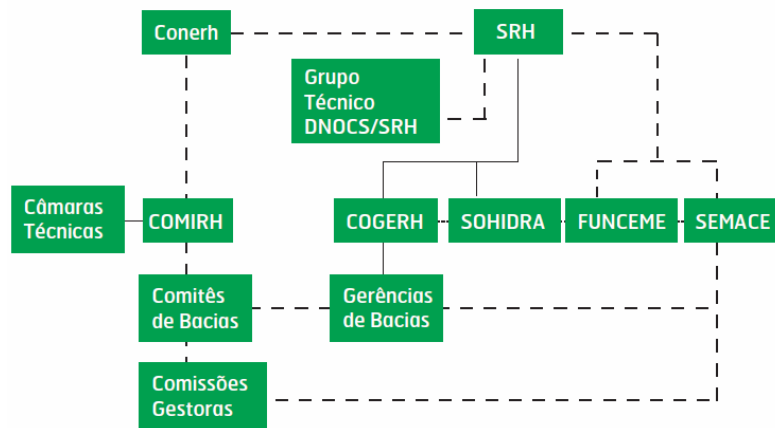 Conerh
SRH
Grupo
Técnico
DNOCS/SRH
Câmaras
Técnicas
COMIRH
COGERH
SOHIDRA
FUNCEME
SEMACE
Comitês
de Bacias
Gerências
de Bacias
Comissões
Gestoras